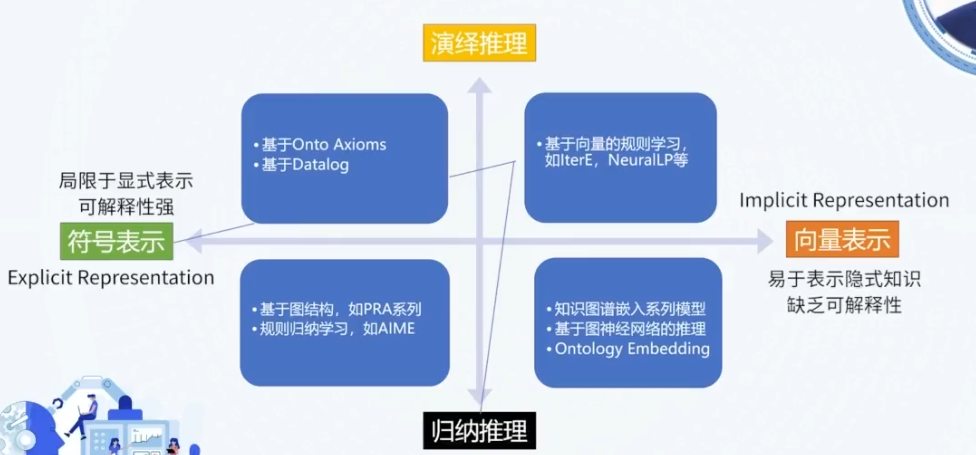 演绎推理
•基于Onto Axioms
•基于Datalog
•基于向量的规则学习，
如IterE，NeuralLP等
局限于显式表示
可解释性强
符号表示
Explicit Representation
Implicit Representation
向量表示
易于表示隐式知识
缺乏可解释性
•基于图结构，如PRA系列
•规则归纳学习，如AIME
•知识图谱嵌入系列模型
•基于图神经网络的推理
•Ontology Embedding
归纳推理